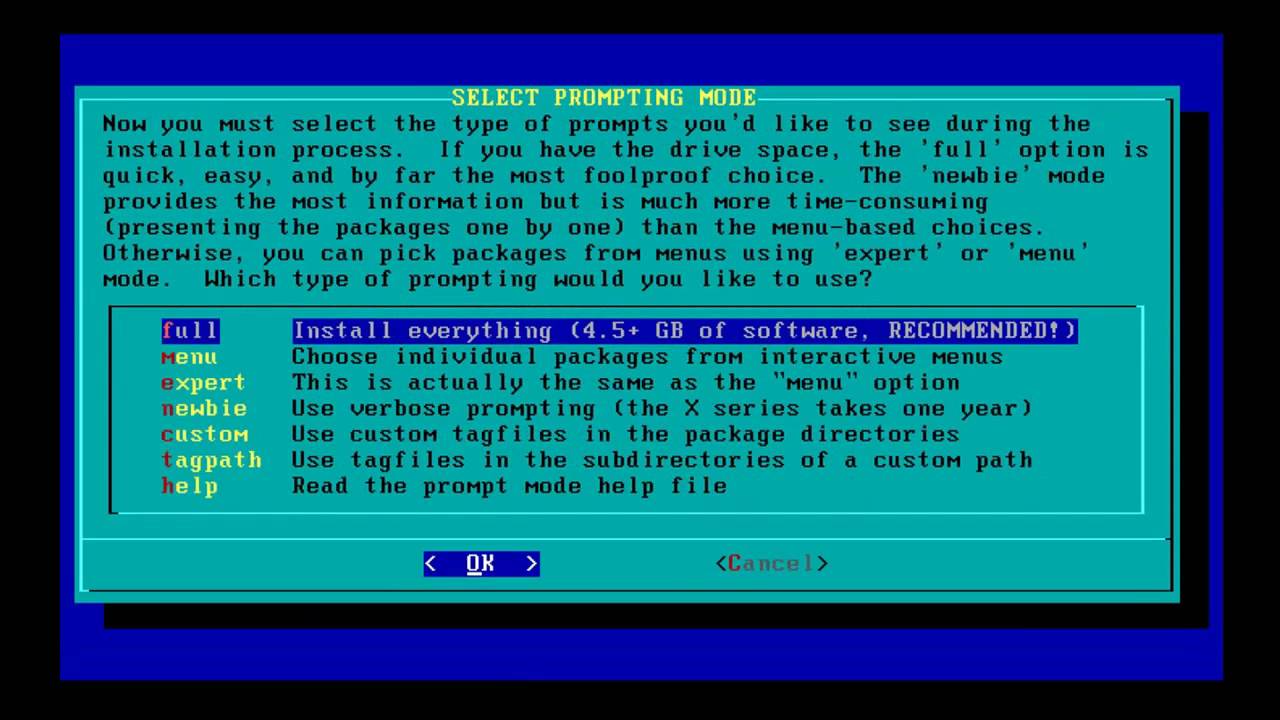 SELECT PROMPTING MODE
Now you must select the type of prompts you'd like to see during the
installation process.  If you have the drive space, the 'full' option is
quick, easy, and by far the most foolproof choice.  The 'newbie' mode
provides the most information but is much more time-consuming
(presenting the packages one by one) than the menu-based choices.
Otherwise, you can pick packages from menus using 'expert' or 'menu'
mode.  Which type of prompting would you like to use?
full Install everything (4.5+ GB of software, RECOMMENDED!)
menu Choose individual packages from interactive menus
expert This is actually the same as the "menu" option
newbie Use verbose prompting (the X series takes one year)
custom Use custom tagfiles in the package directories
tagpath Use tagfiles in the subdirectories of a custom path
help Read the prompt mode help file
< OK > <Cancel>